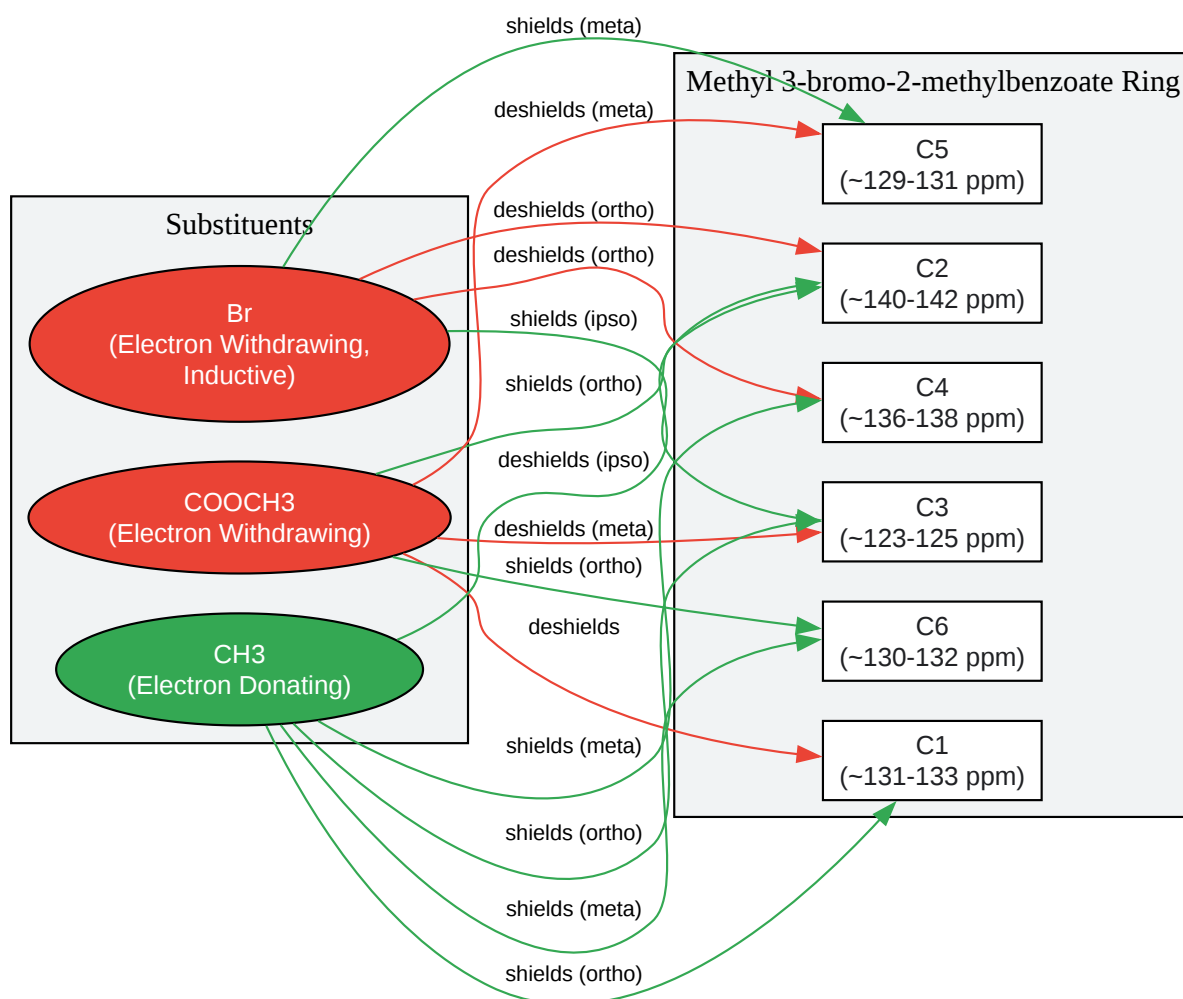 shields (meta)
Methyl 3-bromo-2-methylbenzoate Ring
deshields (meta)
C5
(~129-131 ppm)
Substituents
deshields (ortho)
deshields (ortho)
C2
(~140-142 ppm)
Br
(Electron Withdrawing,
Inductive)
shields (ipso)
shields (ortho)
C4
(~136-138 ppm)
deshields (ipso)
COOCH3
(Electron Withdrawing)
deshields (meta)
C3
(~123-125 ppm)
shields (ortho)
deshields
C6
(~130-132 ppm)
CH3
(Electron Donating)
shields (meta)
C1
(~131-133 ppm)
shields (ortho)
shields (meta)
shields (ortho)